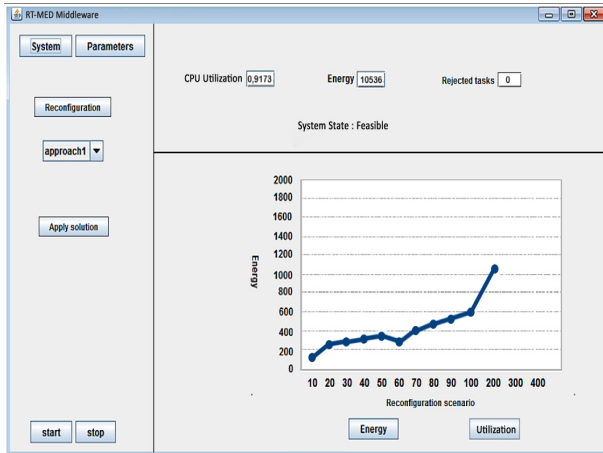 RT-MED Middleware
System
Parameters
CPU Utilization 0,9173
Energy 10536
Rejected tasks 0
Reconfiguration
System State : Feasible
approach1
Apply solution
2000
1800
1600
1400
1200
1000
800
600
400
200
0
Energy
10 20 30 40 50 60 70 80 90 100 200 300 400
Reconfiguration scenario
Energy
Utilization
start
stop